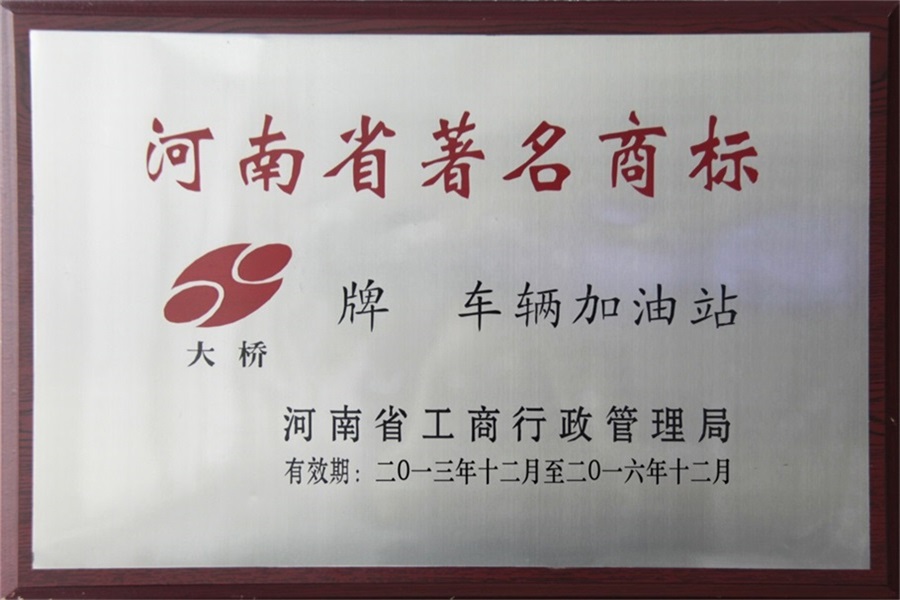 河南省著名商标
牌 车辆加油站
大桥
河南省工商行政管理局
有效期：二〇一三年十二月至二〇一六年十二月